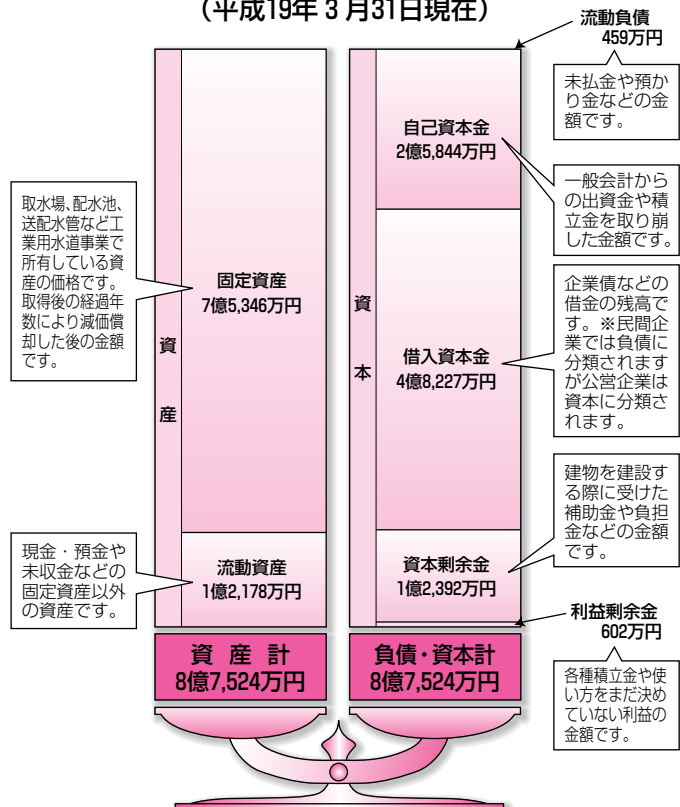 （平成19年３月31日現在）
流動負債
459万円
未払金や預か
り金などの金
額です。
自己資本金
2億5,844万円
一般会計から
の出資金や積
立金を取り崩
した金額です。
取水場、配水池、
送配水管など工
業用水道事業で
所有している資
産の価格です。
取得後の経過年
数により減価償
却した後の金額
です。
固定資産
7億5,346万円
資
産
資
本
借入資本金
4億8,227万円
企業債などの
借金の残高で
す。※民間企
業では負債に
分類されます
が公営企業は
資本に分類さ
れます。
建物を建設す
る際に受けた
補助金や負担
金などの金額
です。
現金・預金や
未収金などの
固定資産以外
の資産です。
流動資産
1億2,178万円
資本剰余金
1億2,392万円
利益剰余金
602万円
各種積立金や使
い方をまだ決め
ていない利益の
金額です。
資産計
8億7,524万円
負債・資本計
8億7,524万円